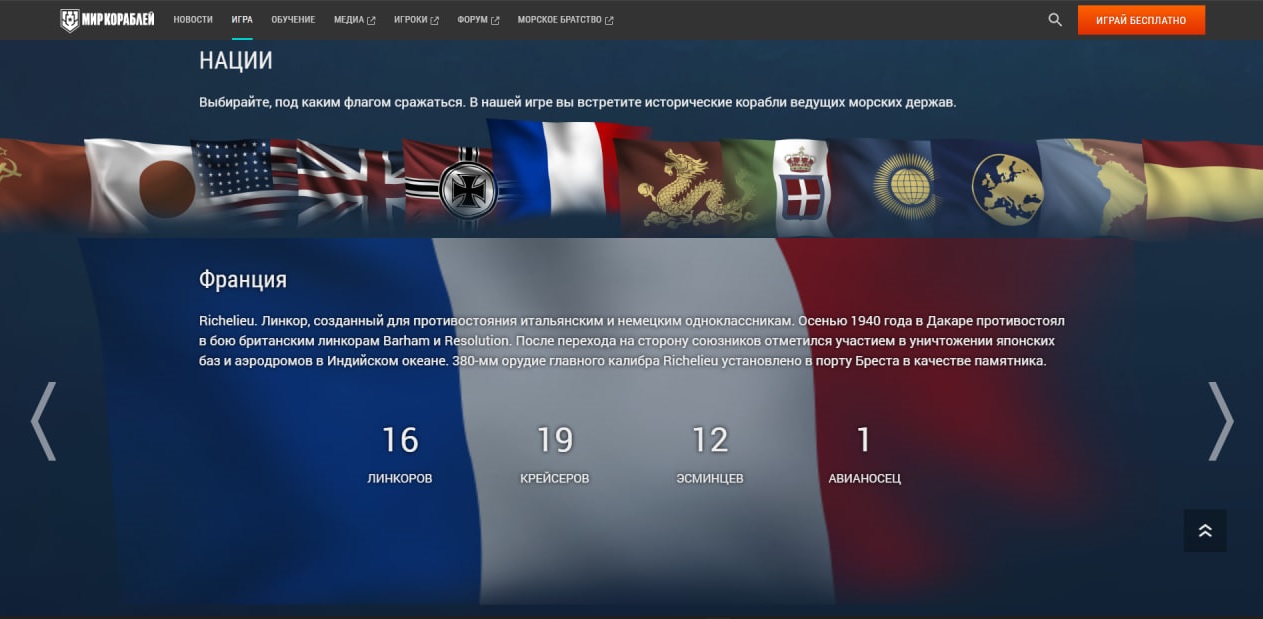 МИР КОРАБЛЕЙ
НОВОСТИ
ИГРА
ОБУЧЕНИЕ
МЕДИА
ИГРОКИ
ФОРУМ
МОРСКОЕ БРАТСТВО
ИГРАЙ БЕСПЛАТНО
НАЦИИ
Выбирайте, под каким флагом сражаться. В нашей игре вы встретите исторические корабли ведущих морских держав.
Франция
Richelieu. Линкор, созданный для противостояния итальянским и немецким одноклассникам. Осенью 1940 года в Дакаре противостоял
в бою британским линкорам Barham и Resolution. После перехода на сторону союзников отметился участием в уничтожении японских
баз и аэродромов в Индийском океане. 380-мм орудие главного калибра Richelieu установлено в порту Бреста в качестве памятника.
16
19
12
1
ЛИНКОРОВ
КРЕЙСЕРОВ
ЭСМИНЦЕВ
АВИАНОСЕЦ